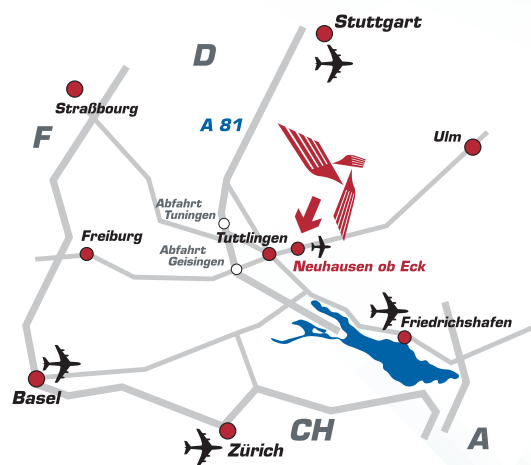 Stuttgart
D
Straßbourg
A 81
F
Ulm
Abfahrt
Tuningen
Freiburg
Tuttlingen
Abfahrt
Geisingen
Neuhausen ob Eck
Friedrichshafen
Basel
Zürich
CH
A